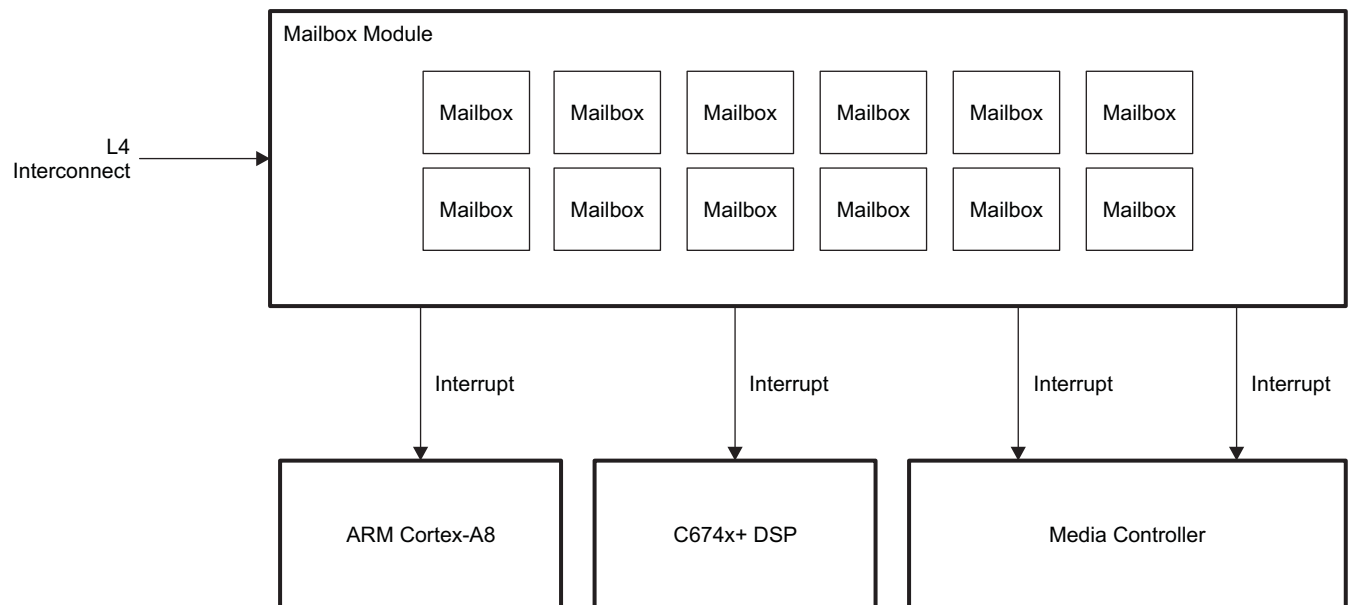 Mailbox Module
Mailbox Mailbox Mailbox Mailbox Mailbox Mailbox
L4
Interconnect
Mailbox Mailbox Mailbox Mailbox Mailbox Mailbox
Interrupt Interrupt Interrupt Interrupt
ARM Cortex-A8 C674x+ DSP Media Controller